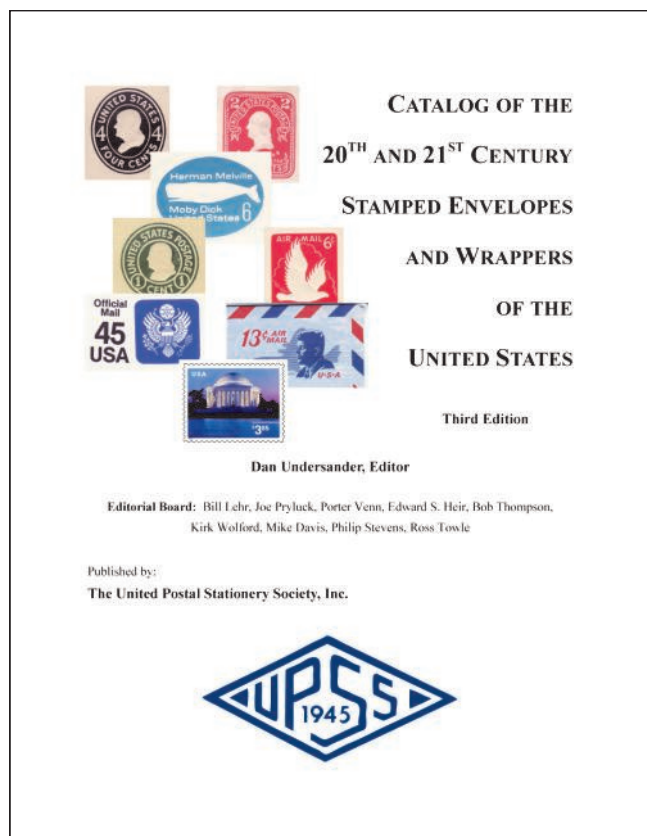 UNITED STATES
4 4
FOUR CENTS
UNITED STATES POSTAGE
2 2
CATALOG OF THE
20TH AND 21ST CENTURY
Herman Melville
Moby Dick
United States 6
STAMPED ENVELOPES
UNITED STATES POSTAGE
CENT
AIR MAIL 6¢
AND WRAPPERS
Official
Mail
45
USA
13¢ AIR
MAIL
U·S·A
OF THE
UNITED STATES
USA
$3.85
Third Edition
Dan Undersander, Editor
Editorial Board: Bill Lehr, Joe Pryluck, Porter Venn, Edward S. Heir, Bob Thompson,
Kirk Wolford, Mike Davis, Philip Stevens, Ross Towle
Published by:
The United Postal Stationery Society, Inc.
UPSS
1945